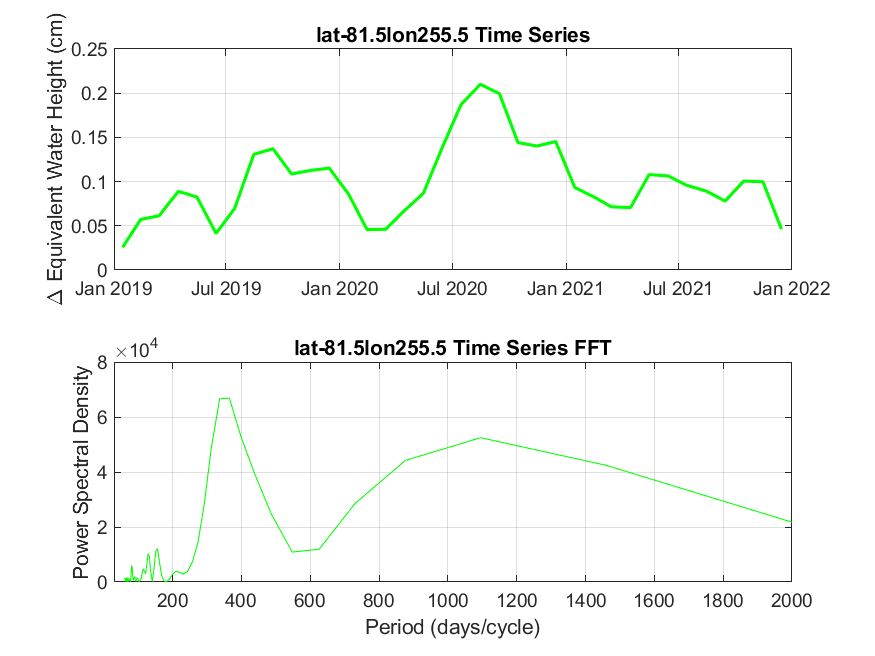 lat-81.5lon255.5 Time Series
Δ Equivalent Water Height (cm)
0.25
0.2
0.15
0.1
0.05
0
Jan 2019 Jul 2019 Jan 2020 Jul 2020 Jan 2021 Jul 2021 Jan 2022
×10^4
lat-81.5lon255.5 Time Series FFT
Power Spectral Density
8
6
4
2
0
200 400 600 800 1000 1200 1400 1600 1800 2000
Period (days/cycle)